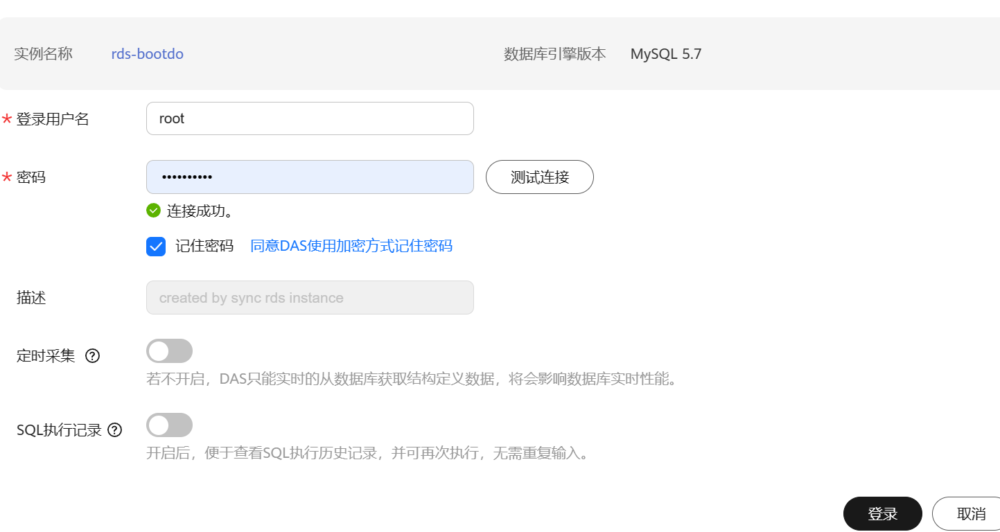 实例名称 rds-bootdo 数据库引擎版本 MySQL 5.7
* 登录用户名 root
* 密码 •••••••••• 测试连接
连接成功。
记住密码 同意DAS使用加密方式记住密码
描述 created by sync rds instance
定时采集 ?
若不开启，DAS只能实时的从数据库获取结构定义数据，将会影响数据库实时性能。
SQL执行记录 ?
开启后，便于查看SQL执行历史记录，并可再次执行，无需重复输入。
登录 取消